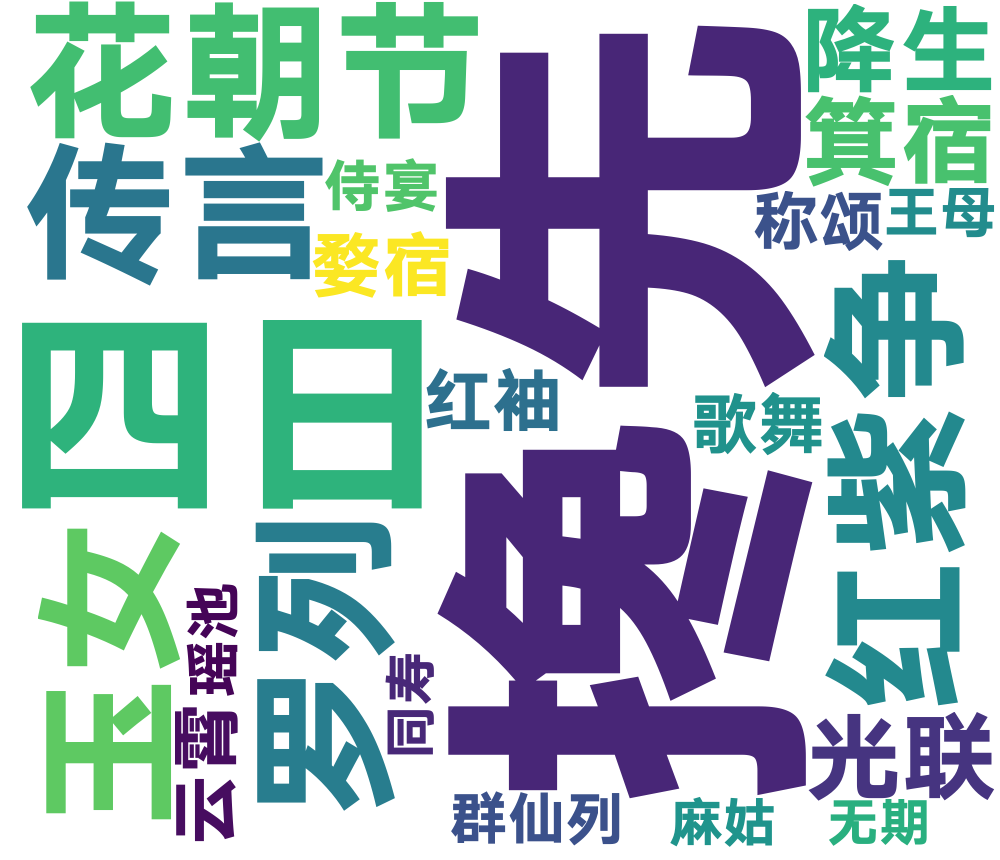 花朝节
降生
箕宿
传言
侍宴
婺宿
称颂
王母
搀先
四日
红袖
歌舞
红紫争
玉女
罗列
瑶池
云霄
同寿
光联
群仙列
麻姑
无期